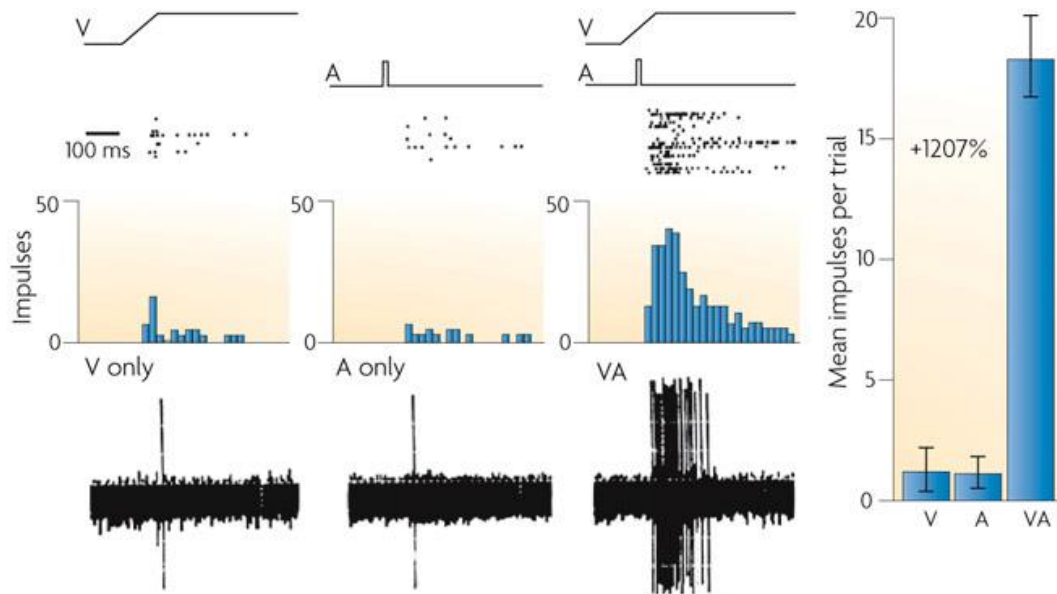 V
A
V
A
100 ms
50
0
Impulses
V only
50
0
A only
50
0
VA
Mean impulses per trial
20
15
10
5
0
+1207%
V
A
VA